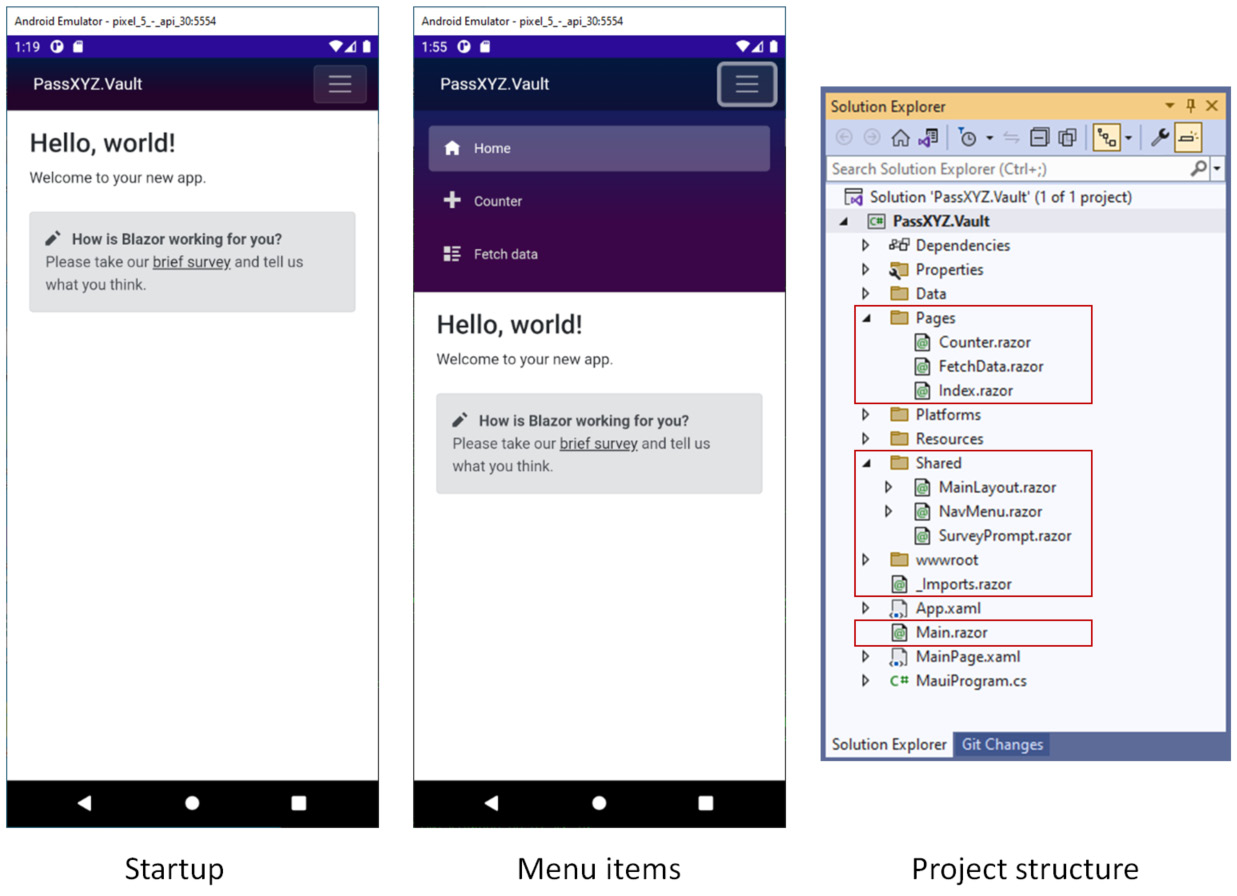 Android Emulator - pixel_5_-_api_30:5554
1:19
PassXYZ.Vault
Hello, world!
Welcome to your new app.
How is Blazor working for you?
Please take our brief survey and tell us
what you think.
Startup
Android Emulator - pixel_5_-_api_30:5554
1:55
PassXYZ.Vault
Home
Counter
Fetch data
Hello, world!
Welcome to your new app.
How is Blazor working for you?
Please take our brief survey and tell us
what you think.
Menu items
Solution Explorer
Search Solution Explorer (Ctrl+;)
Solution 'PassXYZ.Vault' (1 of 1 project)
C# PassXYZ.Vault
Dependencies
Properties
Data
Pages
@ Counter.razor
@ FetchData.razor
@ Index.razor
Platforms
Resources
Shared
@ MainLayout.razor
@ NavMenu.razor
@ SurveyPrompt.razor
wwwroot
@ _Imports.razor
App.xaml
@ Main.razor
MainPage.xaml
C# MauiProgram.cs
Solution Explorer Git Changes
Project structure